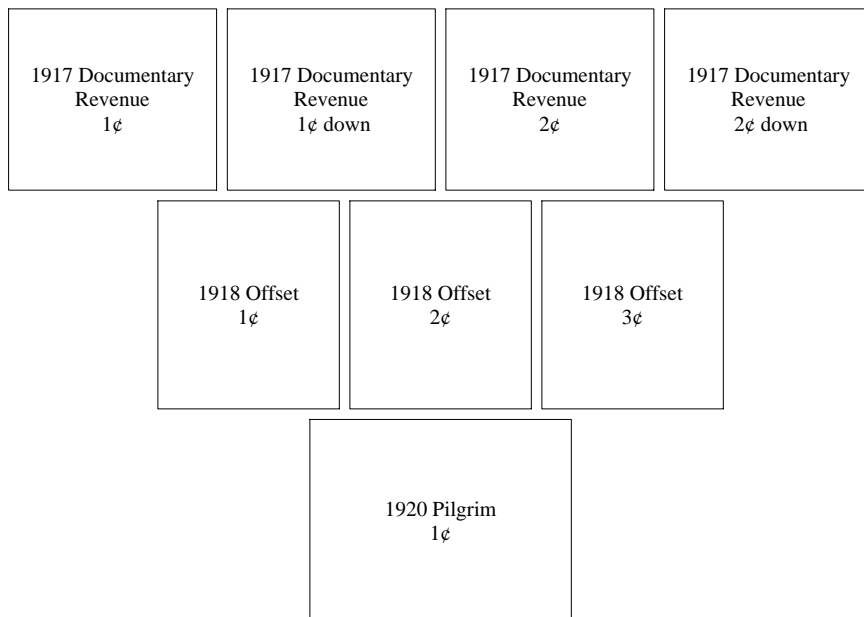 1917 Documentary
Revenue
1¢
1917 Documentary
Revenue
1¢ down
1917 Documentary
Revenue
2¢
1917 Documentary
Revenue
2¢ down
1918 Offset
1¢
1918 Offset
2¢
1918 Offset
3¢
1920 Pilgrim
1¢